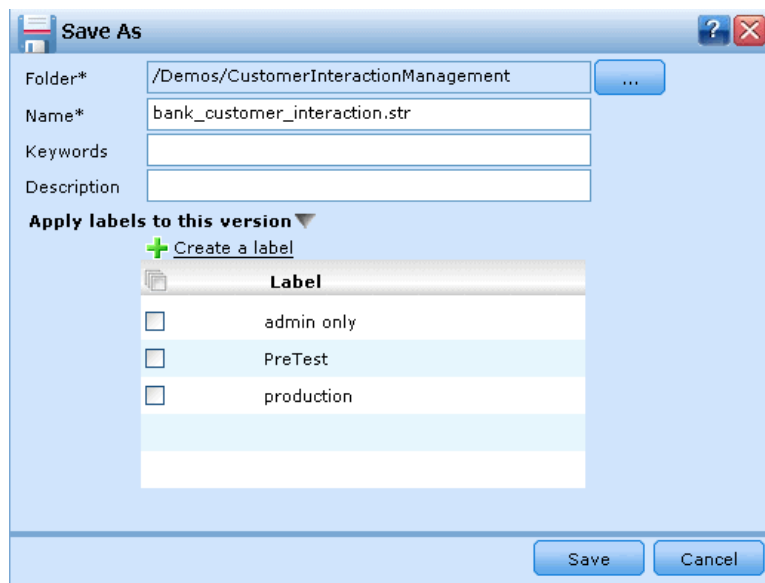 Save As
?
Folder* /Demos/CustomerInteractionManagement ...
Name* bank_customer_interaction.str
Keywords
Description
Apply labels to this version
Create a label
Label
admin only
PreTest
production
Save Cancel